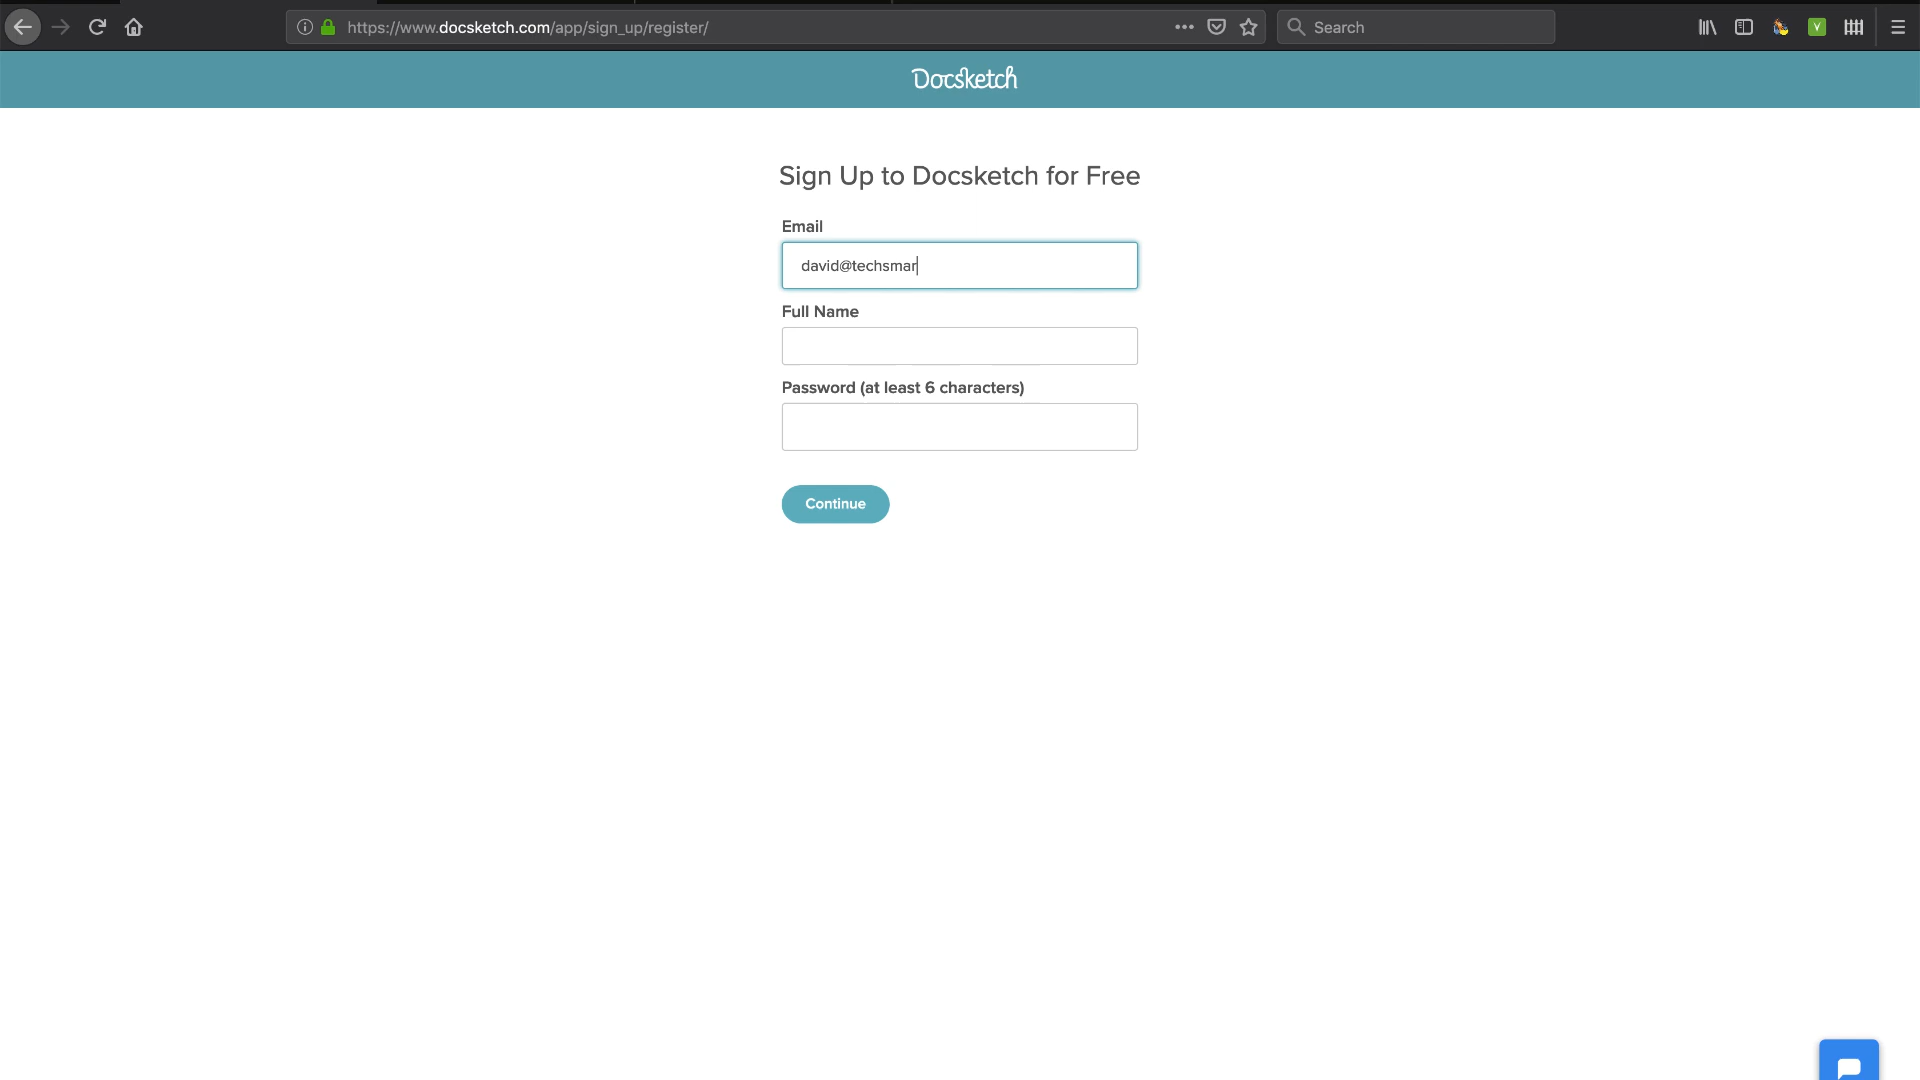 https://www.docsketch.com/app/sign_up/register/
Search
Docsketch
Sign Up to Docsketch for Free
Email
david@techsmar
Full Name
Password (at least 6 characters)
Continue